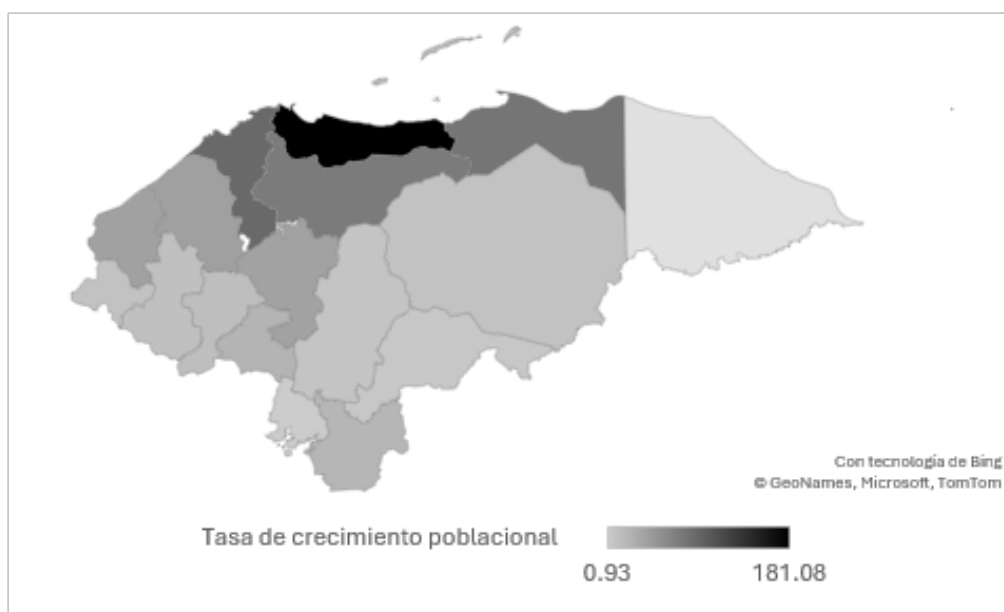 Con tecnología de Bing
© GeoNames, Microsoft, TomTom
Tasa de crecimiento poblacional
0.93
181.08